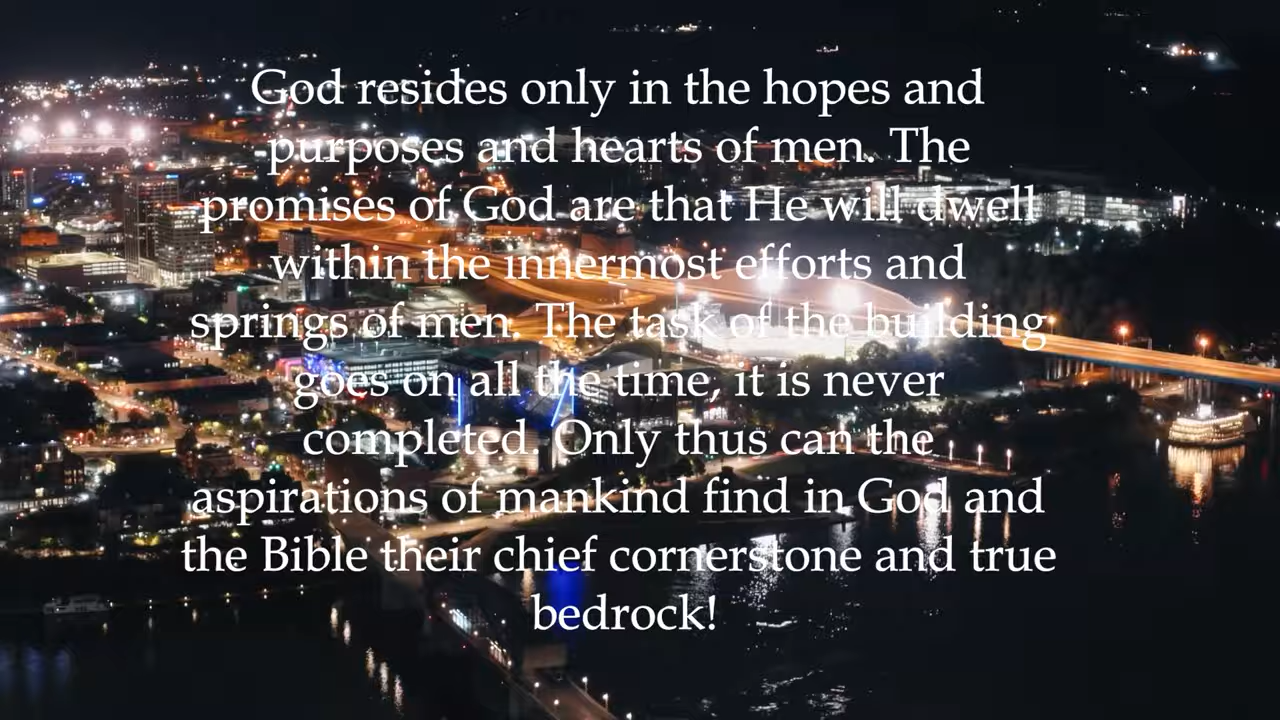 God resides only in the hopes and
purposes and hearts of men. The
promises of God are that He will dwell
within the innermost efforts and
springs of men. The task of the building
goes on all the time, it is never
completed. Only thus can the
aspirations of mankind find in God and
the Bible their chief cornerstone and true
bedrock!